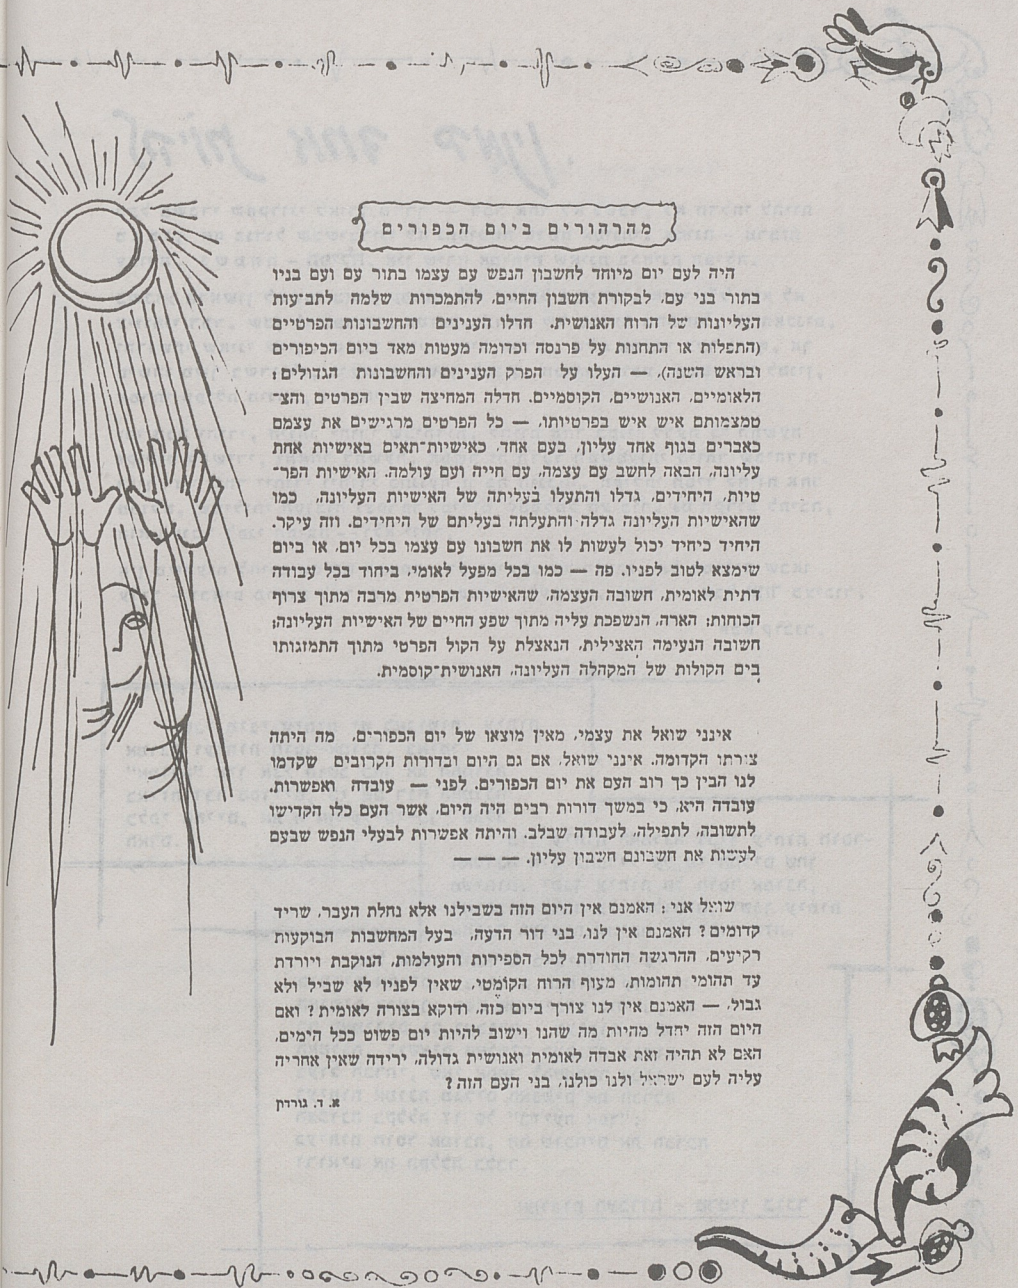 מהרהורים ביום הכפורים
היה לעם יום מיוחד לחשבון הנפש עם עצמו בתור עם ועם בניו
בתור בני עם, לבקורת חשבון החיים, להתמכרות שלמה לתביעות
העליונות של הרוח האנושית. חדלו הענינים והחשבונות הפרטיים
(התפלות או התחנות על פרנסה וכדומה מעטות מאד ביום הכיפורים
ובראש השנה), — העלו על הפרק הענינים והחשבונות הגדולים:
הלאומיים, האנושיים, הקוסמיים. חדלה המחיצה שבין הפרטים והצ־
טמצמותם איש איש בפרטיותו, — כל הפרטים מרגישים את עצמם
כאברים בגוף אחד עליון, בעם אחד, כאישיות־תאים באישיות אחת
עליונה, הבאה לחשב עם עצמה, עם חייה ועם עולמה. האישיות הפר־
טיות, היחידים, גדלו והתעלו בעליתה של האישיות העליונה, כמו
שהאישיות העליונה גדלה והתעלתה בעליתם של היחידים. וזה עיקר.
היחיד כיחיד יכול לעשות לו את חשבונו עם עצמו בכל יום, או ביום
שימצא לטוב לפניו. פה — כמו בכל מפעל לאומי, ביחוד בכל עבודה
דתית לאומית, חשובה העצמה, שהאישיות הפרטית מרבה מתוך צרוף
הכוחות; הארה, הנשפכת עליה מתוך שפע החיים של האישיות העליונה;
חשובה הנעימה האצילית, הנאצלת על הקול הפרטי מתוך התמזגותו
בים הקולות של המקהלה העליונה, האנושית־קוסמית.
אינני שואל את עצמי, מאין מוצאו של יום הכפורים, מה היתה
צורתו הקדומה. אינני שואל, אם גם היום ובדורות הקרובים שקדמו
לנו הבין כך רוב העם את יום הכפורים. לפני — עובדה ואפשרות.
עובדה היא, כי במשך דורות רבים היה היום, אשר העם כלו הקדישו
לתשובה, לתפילה, לעבודה שבלב. והיתה אפשרות לבעלי הנפש שבעם
לעשות את חשבונם חשבון עליון. — — —
שואל אני: האמנם אין היום הזה בשבילנו אלא נחלת העבר, שריד
קדומים? האמנם אין לנו, בני דור הדעה, בעל המחשבות הבוקעות
רקיעים, ההרגשה החודרת לכל הספירות והעולמות, הנוקבת ויורדת
עד תהומי תהומות, מעוף הרוח הקוסמטי, שאין לפניו לא שביל ולא
גבול, — האמנם אין לנו צורך ביום כזה, ודוקא בצורה לאומית? ואם
היום הזה יחדל מהיות מה שהנו וישוב להיות יום פשוט ככל הימים,
האם לא תהיה זאת אבדה לאומית ואנושית גדולה, ירידה שאין אחריה
עליה לעם ישראל ולנו כולנו, בני העם הזה?
א. ד. גורדון